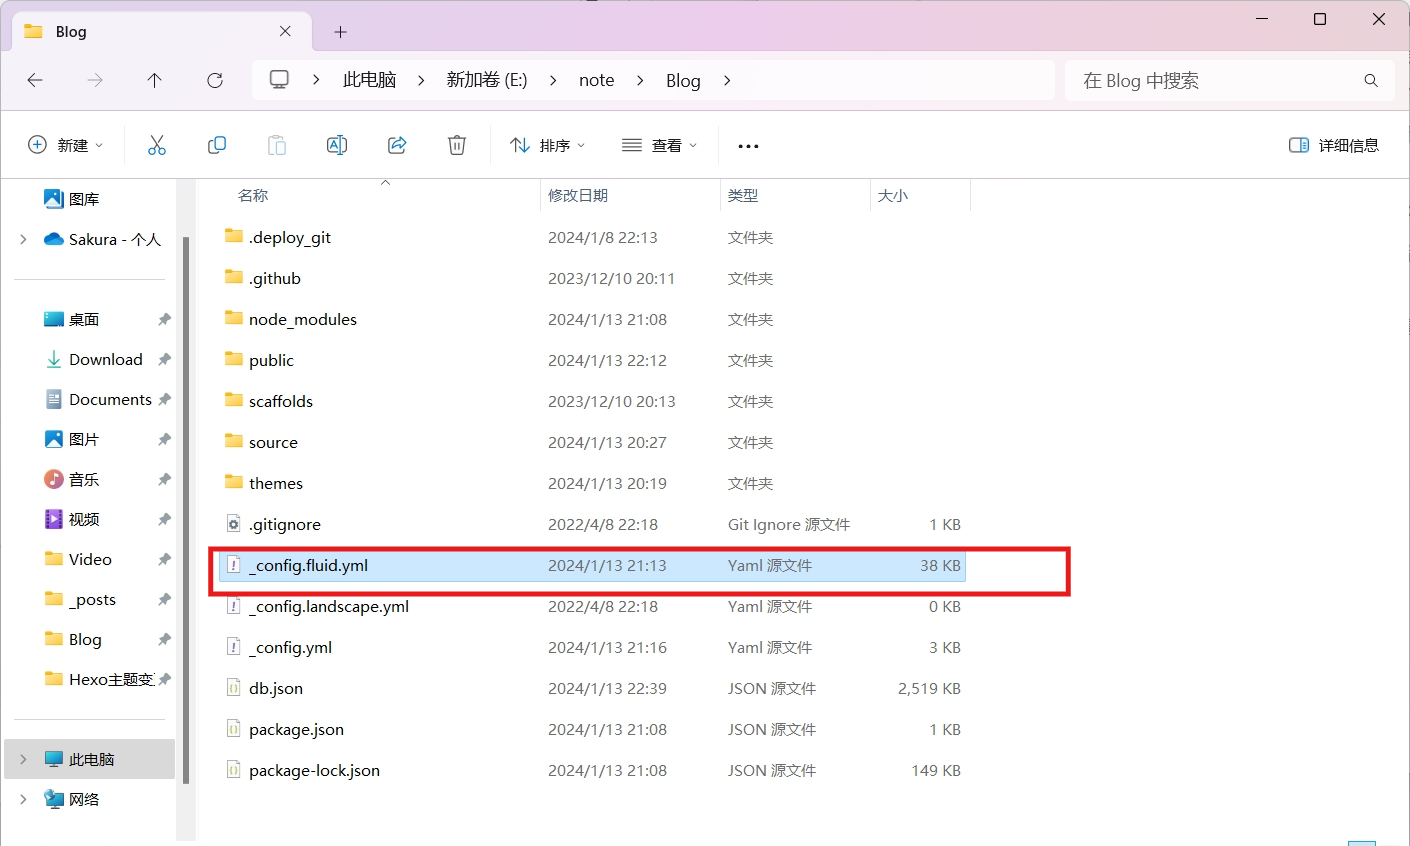 Blog
此电脑 新加卷 (E:) note Blog
在 Blog 中搜索
新建 排序 查看 详细信息
图库
Sakura - 个人
桌面
Download
Documents
图片
音乐
视频
Video
_posts
Blog
Hexo主题变
此电脑
网络
名称 修改日期 类型 大小
.deploy_git 2024/1/8 22:13 文件夹
.github 2023/12/10 20:11 文件夹
node_modules 2024/1/13 21:08 文件夹
public 2024/1/13 22:12 文件夹
scaffolds 2023/12/10 20:13 文件夹
source 2024/1/13 20:27 文件夹
themes 2024/1/13 20:19 文件夹
.gitignore 2022/4/8 22:18 Git Ignore 源文件 1 KB
_config.fluid.yml 2024/1/13 21:13 Yaml 源文件 38 KB
_config.landscape.yml 2022/4/8 22:18 Yaml 源文件 0 KB
_config.yml 2024/1/13 21:16 Yaml 源文件 3 KB
db.json 2024/1/13 22:39 JSON 源文件 2,519 KB
package.json 2024/1/13 21:08 JSON 源文件 1 KB
package-lock.json 2024/1/13 21:08 JSON 源文件 149 KB